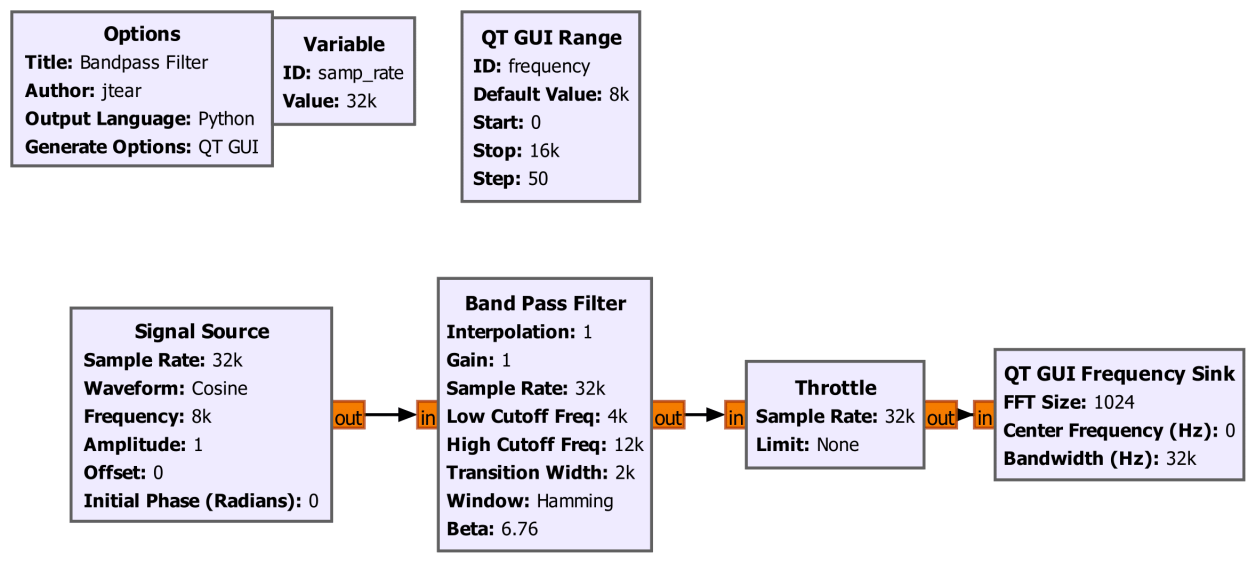 Options
Title: Bandpass Filter
Author: jtear
Output Language: Python
Generate Options: QT GUI
Variable
ID: samp_rate
Value: 32k
QT GUI Range
ID: frequency
Default Value: 8k
Start: 0
Stop: 16k
Step: 50
Signal Source
Sample Rate: 32k
Waveform: Cosine
Frequency: 8k
Amplitude: 1
Offset: 0
Initial Phase (Radians): 0
out
in
Band Pass Filter
Interpolation: 1
Gain: 1
Sample Rate: 32k
Low Cutoff Freq: 4k
High Cutoff Freq: 12k
Transition Width: 2k
Window: Hamming
Beta: 6.76
out
in
Throttle
Sample Rate: 32k
Limit: None
out
in
QT GUI Frequency Sink
FFT Size: 1024
Center Frequency (Hz): 0
Bandwidth (Hz): 32k